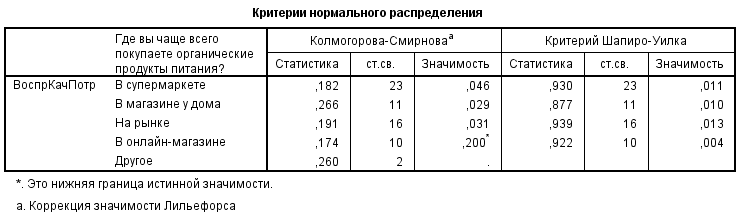 Критерии нормального распределения
Где вы чаще всего покупаете органические продукты питания? Колмогорова-Смирноваª Критерий Шапиро-Уилка
Статистика ст.св. Значимость Статистика ст.св. Значимость
ВоспрКачПотр В супермаркете ,182 23 ,046 ,930 23 ,011
В магазине у дома ,266 11 ,029 ,877 11 ,010
На рынке ,191 16 ,031 ,939 16 ,013
В онлайн-магазине ,174 10 ,200* ,922 10 ,004
Другое ,260 2 .
*. Это нижняя граница истинной значимости.
a. Коррекция значимости Лильефорса